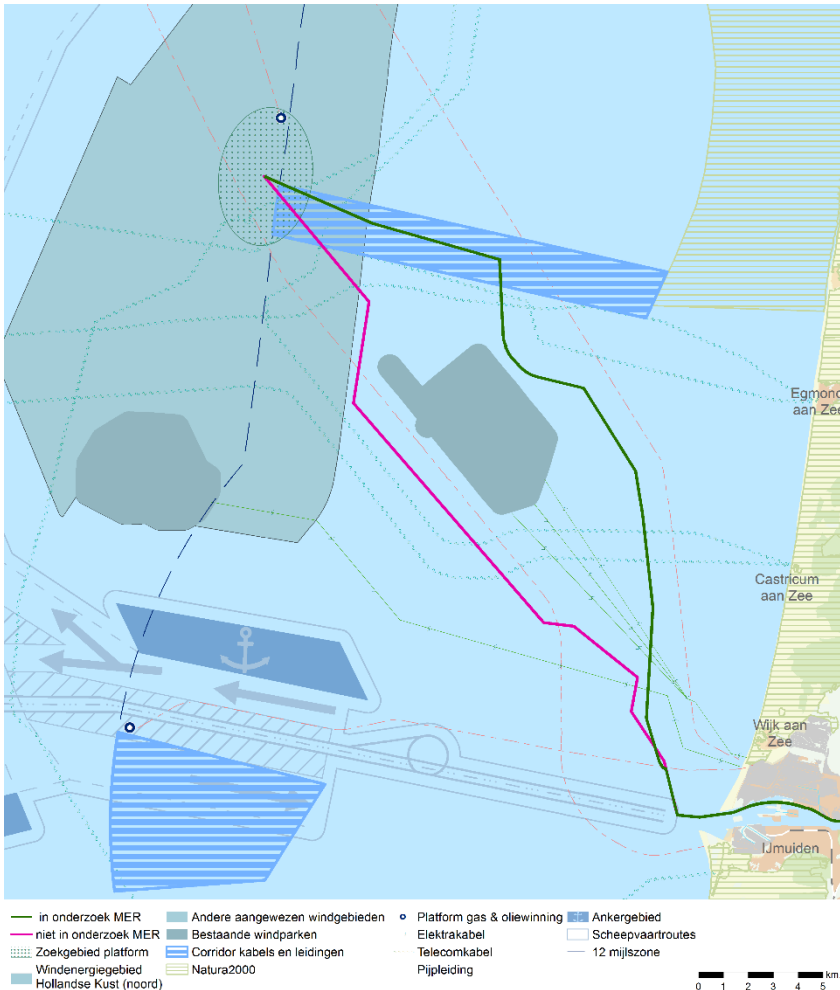 Egmond
aan Zee
Castricum
aan Zee
Wijk aan
Zee
IJmuiden
in onderzoek MER
niet in onderzoek MER
Zoekgebied platform
Windenergiegebied
Hollandse Kust (noord)
Andere aangewezen windgebieden
Bestaande windparken
Corridor kabels en leidingen
Natura2000
Platform gas & oliewinning
Elektrakabel
Telecomkabel
Pijpleiding
Ankergebied
Scheepvaartroutes
12 mijlszone
km
0 1 2 3 4 5